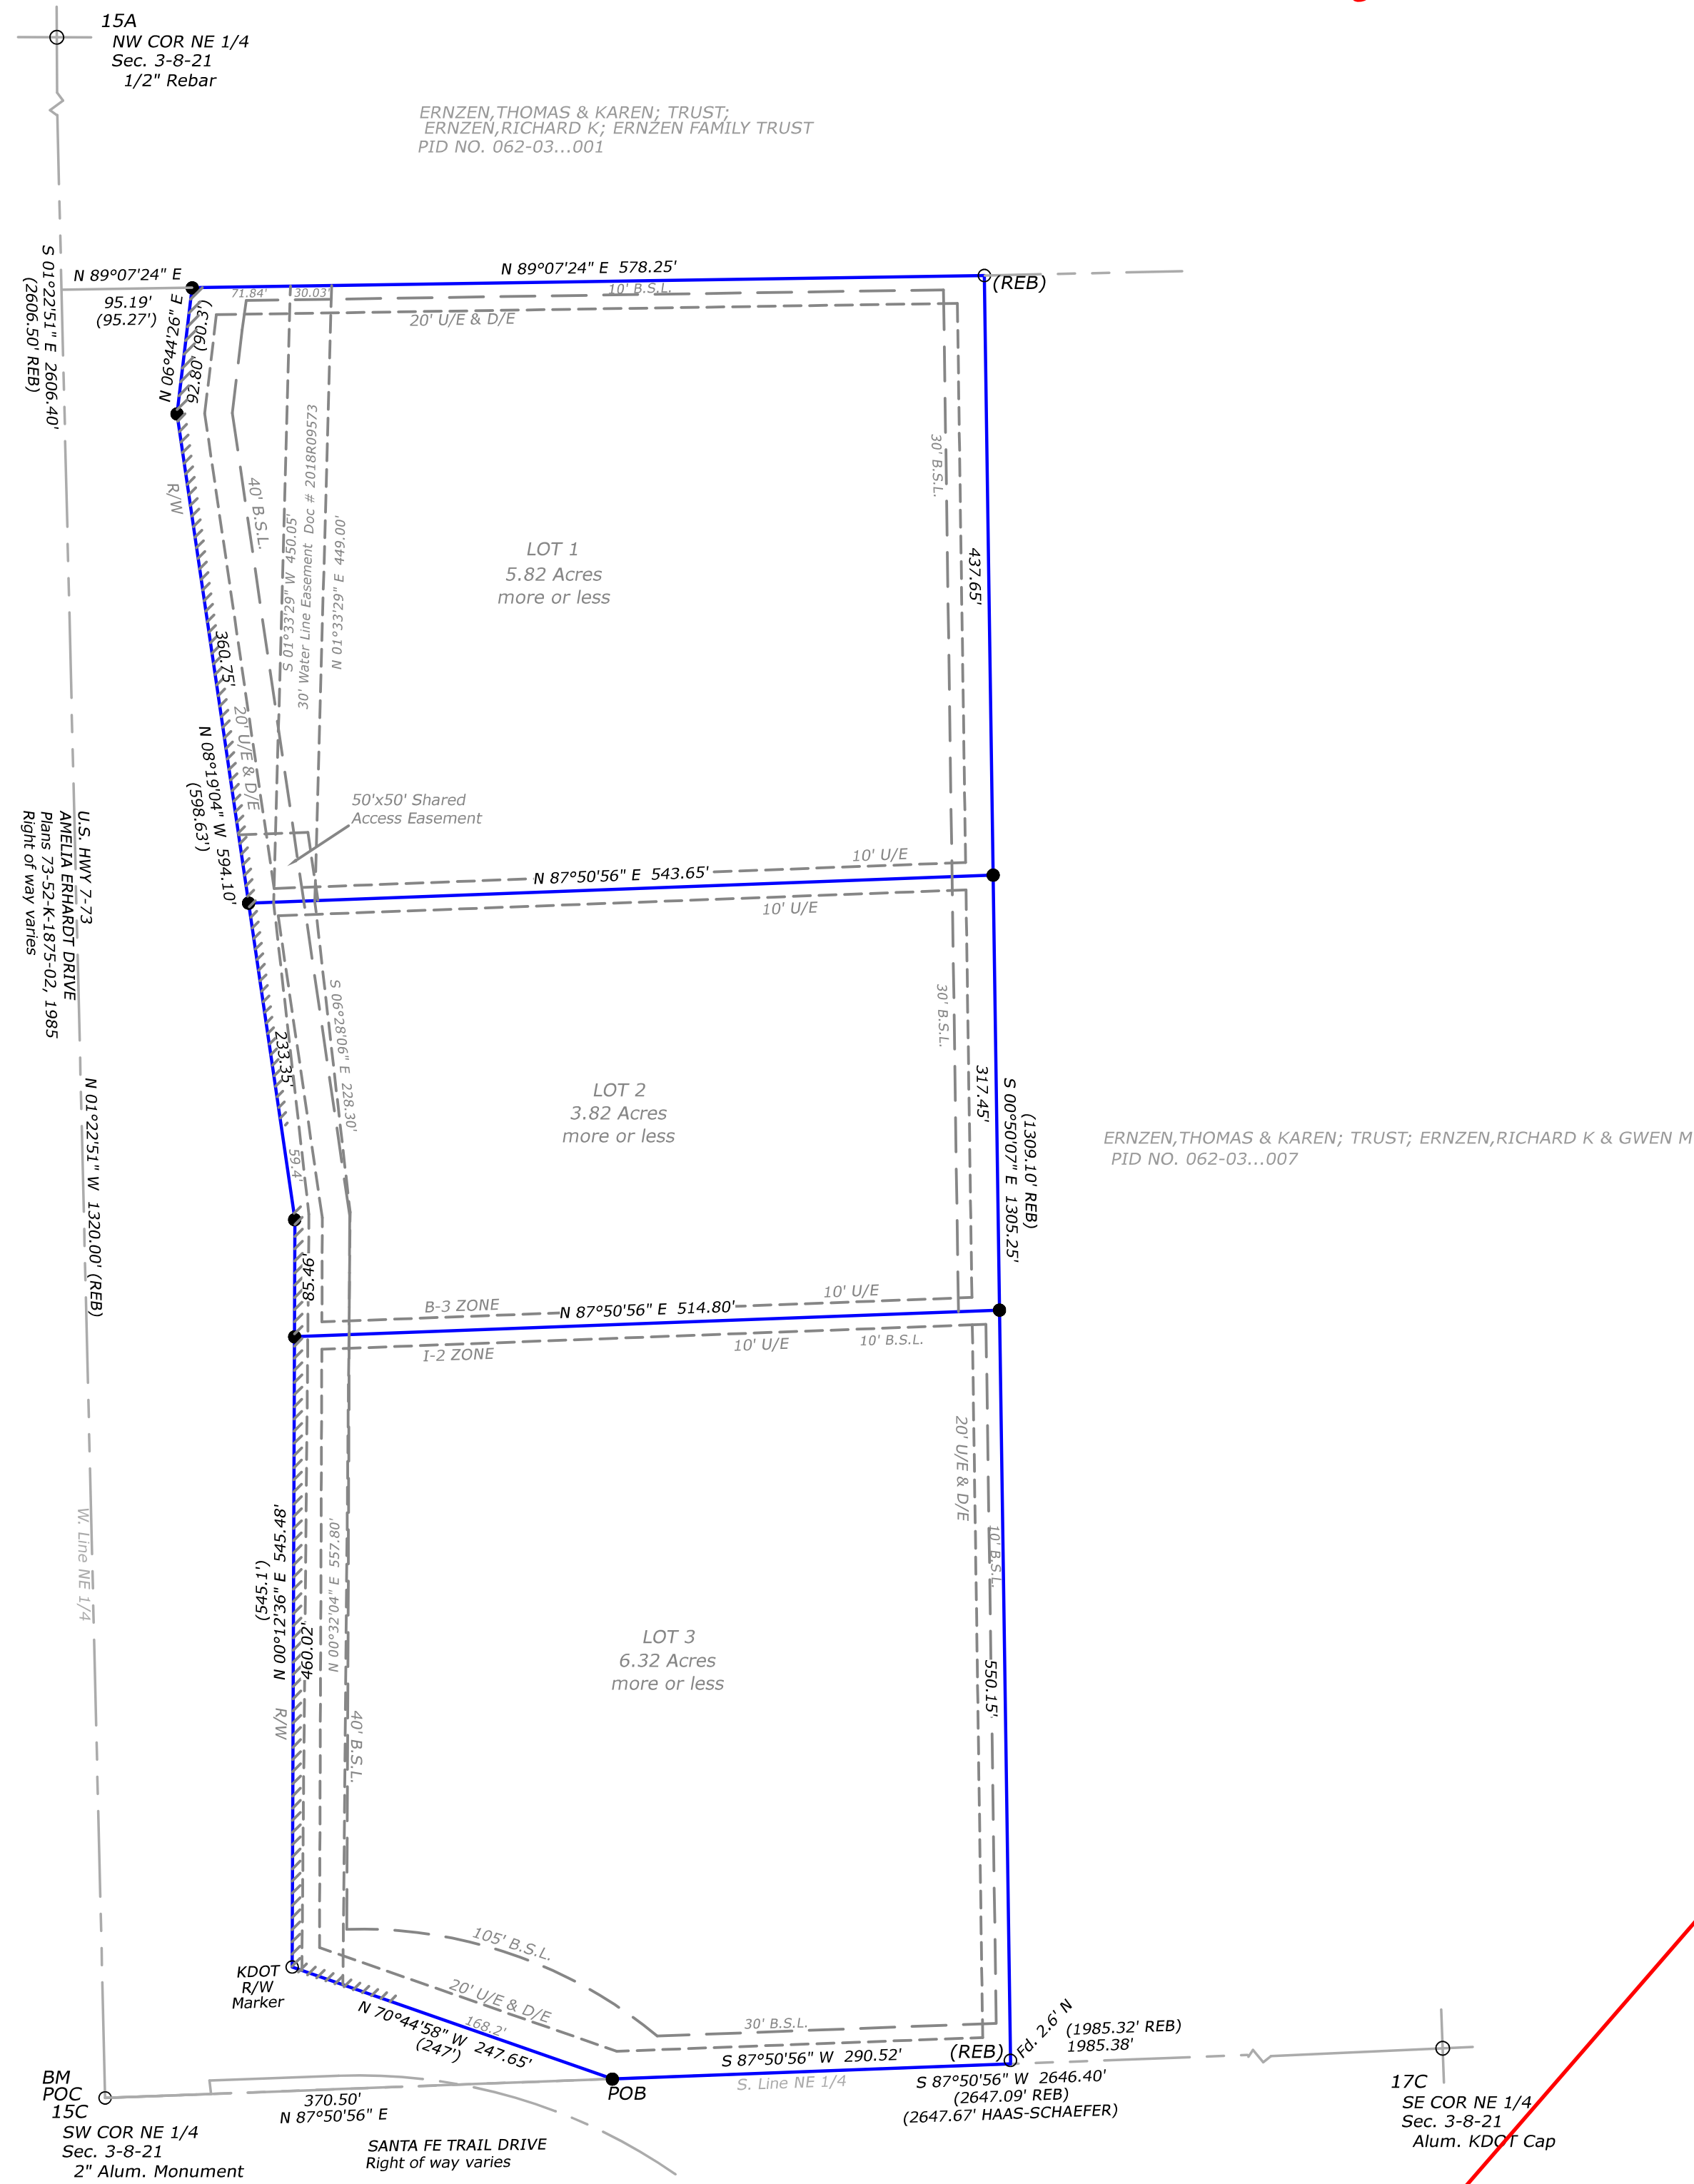 15A
NW COR NE 1/4
Sec. 3-8-21
1/2" Rebar
ERNZEN,THOMAS & KAREN; TRUST;
ERNZEN,RICHARD K; ERNZEN FAMILY TRUST
PID NO. 062-03...001
S 01°22'51" E 2606.40'
(2606.50' REB)
N 89°07'24" E
95.19'
(95.27')
N 89°07'24" E 578.25'
(REB)
71.84'
30.03'
10' B.S.L.
20' U/E & D/E
N 06°44'26" E
92.80' (90.3')
R/W
40' B.S.L.
S 01°33'29" W 450.05'
30' Water Line Easement Doc # 2018R09573
N 01°33'29" E 449.00'
30' B.S.L.
LOT 1
5.82 Acres
more or less
437.65'
360.75'
20' U/E & D/E
N 08°19'04" W 594.10'
(598.63')
50'x50' Shared
Access Easement
10' U/E
N 87°50'56" E 543.65'
10' U/E
U.S. HWY 7-73
AMELIA ERHARDT DRIVE
Plans 73-52-K-1875-02, 1985
Right of way varies
S 06°28'06" E 228.30'
30' B.S.L.
233.35'
59.4'
LOT 2
3.82 Acres
more or less
317.45'
S 00°50'07" E 1305.25'
(1309.10' REB)
ERNZEN,THOMAS & KAREN; TRUST; ERNZEN,RICHARD K & GWEN M
PID NO. 062-03...007
N 01°22'51" W 1320.00' (REB)
85.46'
B-3 ZONE
10' U/E
N 87°50'56" E 514.80'
I-2 ZONE
10' U/E
10' B.S.L.
20' U/E & D/E
10' B.S.L.
W. Line NE 1/4
N 00°12'36" E 545.48'
(545.1')
460.02'
N 00°32'04" E 557.80'
R/W
40' B.S.L.
LOT 3
6.32 Acres
more or less
550.15'
105' B.S.L.
20' U/E & D/E
30' B.S.L.
KDOT
R/W
Marker
N 70°44'58" W 247.65'
168.2'
(247')
S 87°50'56" W 290.52'
S. Line NE 1/4
(REB)
Fd. 2.6' N
(1985.32' REB)
1985.38'
S 87°50'56" W 2646.40'
(2647.09' REB)
(2647.67' HAAS-SCHAEFER)
POB
BM
POC
15C
SW COR NE 1/4
Sec. 3-8-21
2" Alum. Monument
370.50'
N 87°50'56" E
SANTA FE TRAIL DRIVE
Right of way varies
17C
SE COR NE 1/4
Sec. 3-8-21
Alum. KDOT Cap